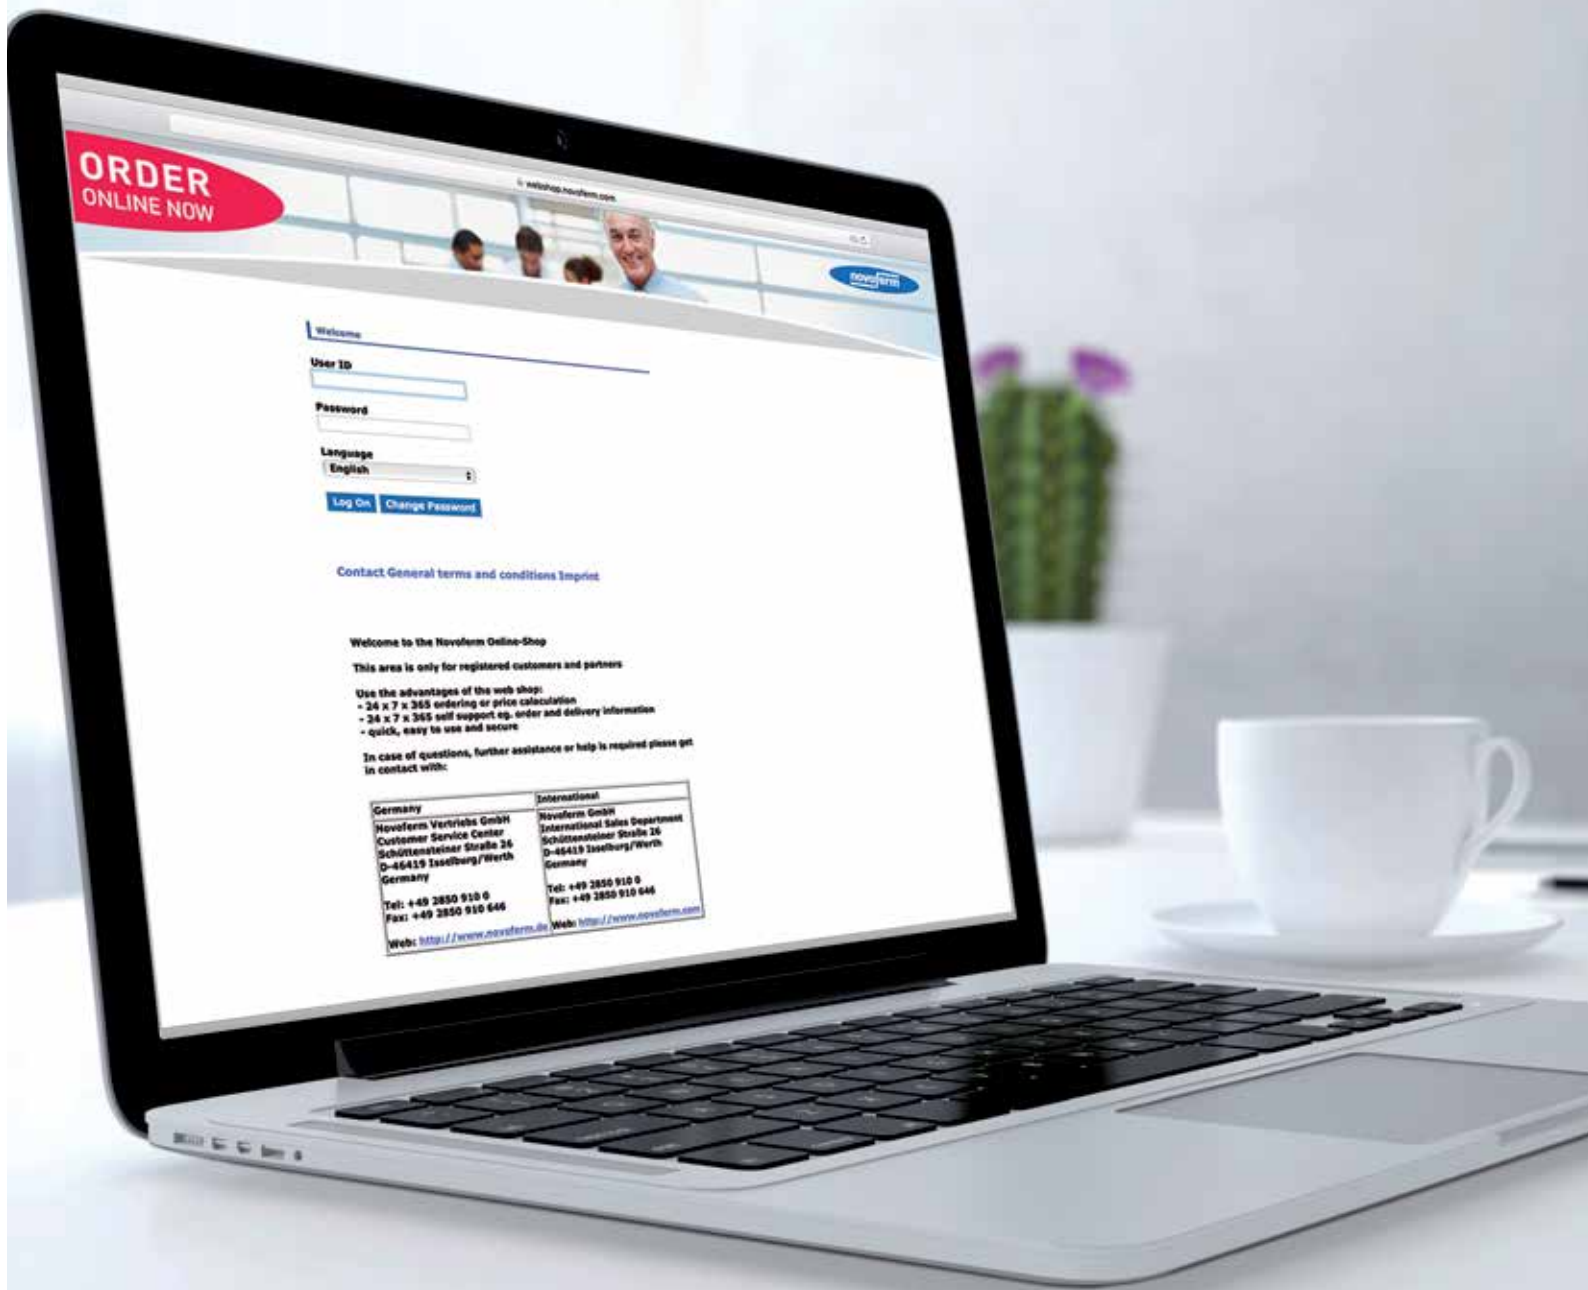 webshop.novoferm.com
ORDER
ONLINE NOW
novoferm
Welcome
User ID
Password
Language
English
Log On Change Password
Contact General terms and conditions Imprint
Welcome to the Novoferm Online-Shop
This area is only for registered customers and partners
Use the advantages of the web shop:
- 24 x 7 x 365 ordering or price calaculation
- 24 x 7 x 365 self support eg. order and delivery information
- quick, easy to use and secure
In case of questions, further assistance or help is required please get
in contact with:
Germany
Novoferm Vertriebs GmbH
Customer Service Center
Schüttensteiner Straße 26
D-46419 Isselburg/Werth
Germany
Tel: +49 2850 910 0
Fax: +49 2850 910 646
Web: http://www.novoferm.de
International
Novoferm GmbH
International Sales Department
Schüttensteiner Straße 26
D-46419 Isselburg/Werth
Germany
Tel: +49 2850 910 0
Fax: +49 2850 910 646
Web: http://www.novoferm.com